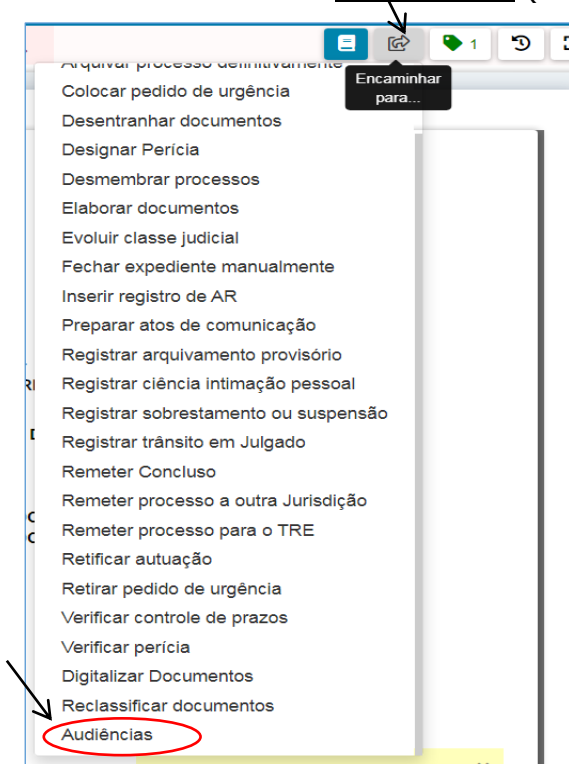 1
Encaminhar
para...
Arquivar processo definitivamente
Colocar pedido de urgência
Desentranhar documentos
Designar Perícia
Desmembrar processos
Elaborar documentos
Evoluir classe judicial
Fechar expediente manualmente
Inserir registro de AR
Preparar atos de comunicação
Registrar arquivamento provisório
Registrar ciência intimação pessoal
Registrar sobrestamento ou suspensão
Registrar trânsito em Julgado
Remeter Concluso
Remeter processo a outra Jurisdição
Remeter processo para o TRE
Retificar autuação
Retirar pedido de urgência
Verificar controle de prazos
Verificar perícia
Digitalizar Documentos
Reclassificar documentos
Audiências